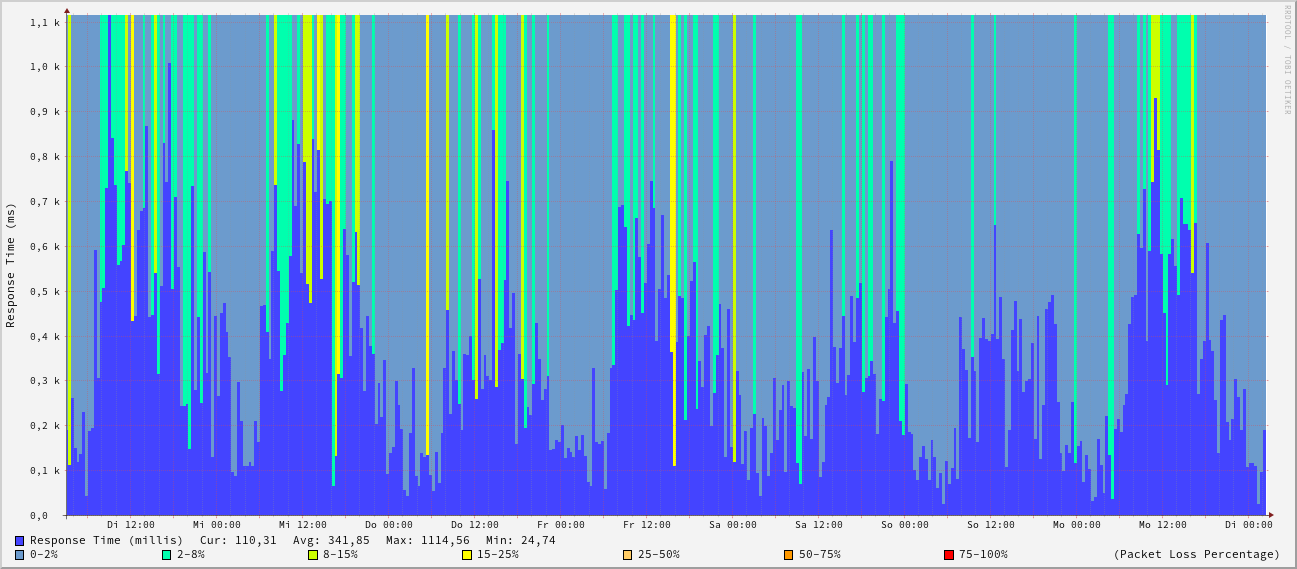 RRDTOOL / TOBI OETIKER
Response Time (ms)
1,1 k
1,0 k
0,9 k
0,8 k
0,7 k
0,6 k
0,5 k
0,4 k
0,3 k
0,2 k
0,1 k
0,0
Di 12:00 Mi 00:00 Mi 12:00 Do 00:00 Do 12:00 Fr 00:00 Fr 12:00 Sa 00:00 Sa 12:00 So 00:00 So 12:00 Mo 00:00 Mo 12:00 Di 00:00
Response Time (millis) Cur: 110,31 Avg: 341,85 Max: 1114,56 Min: 24,74
0-2% 2-8% 8-15% 15-25% 25-50% 50-75% 75-100% (Packet Loss Percentage)